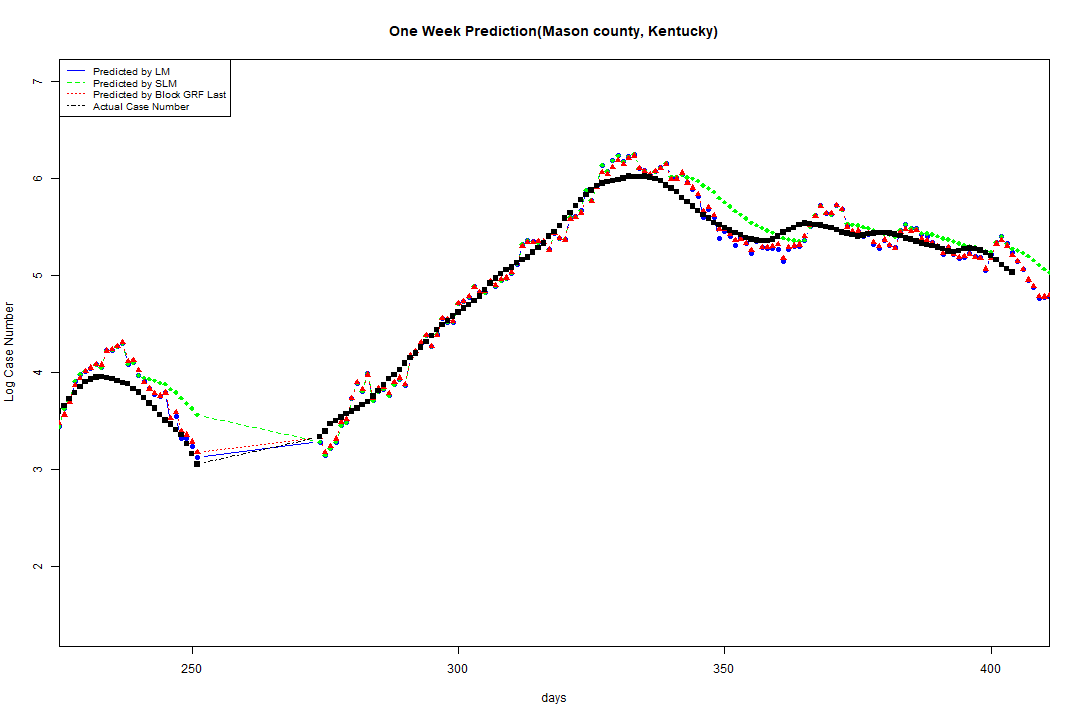 One Week Prediction(Mason county, Kentucky)
Predicted by LM
Predicted by SLM
Predicted by Block GRF Last
Actual Case Number
7
6
5
4
3
2
Log Case Number
250 300 350 400
days